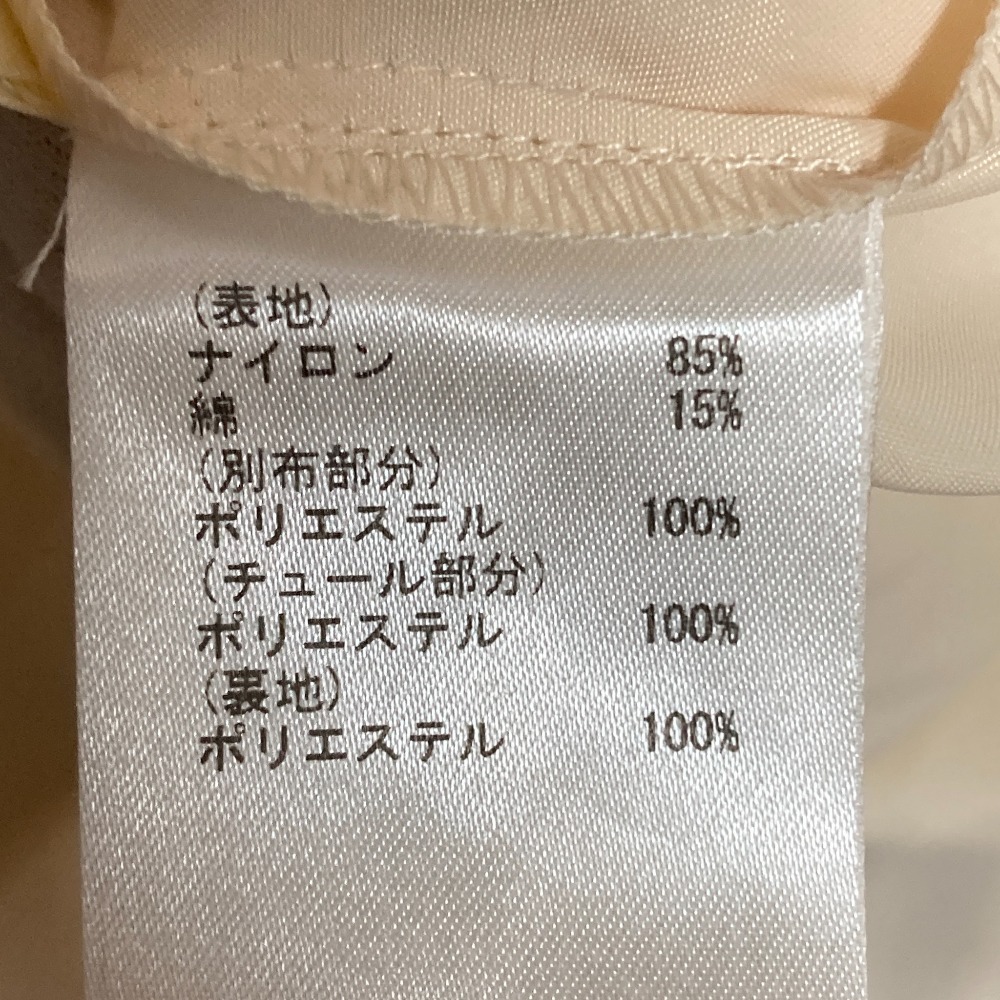 (表地)
ナイロン 85%
綿 15%
(別布部分)
ポリエステル 100%
(チュール部分)
ポリエステル 100%
(裏地)
ポリエステル 100%